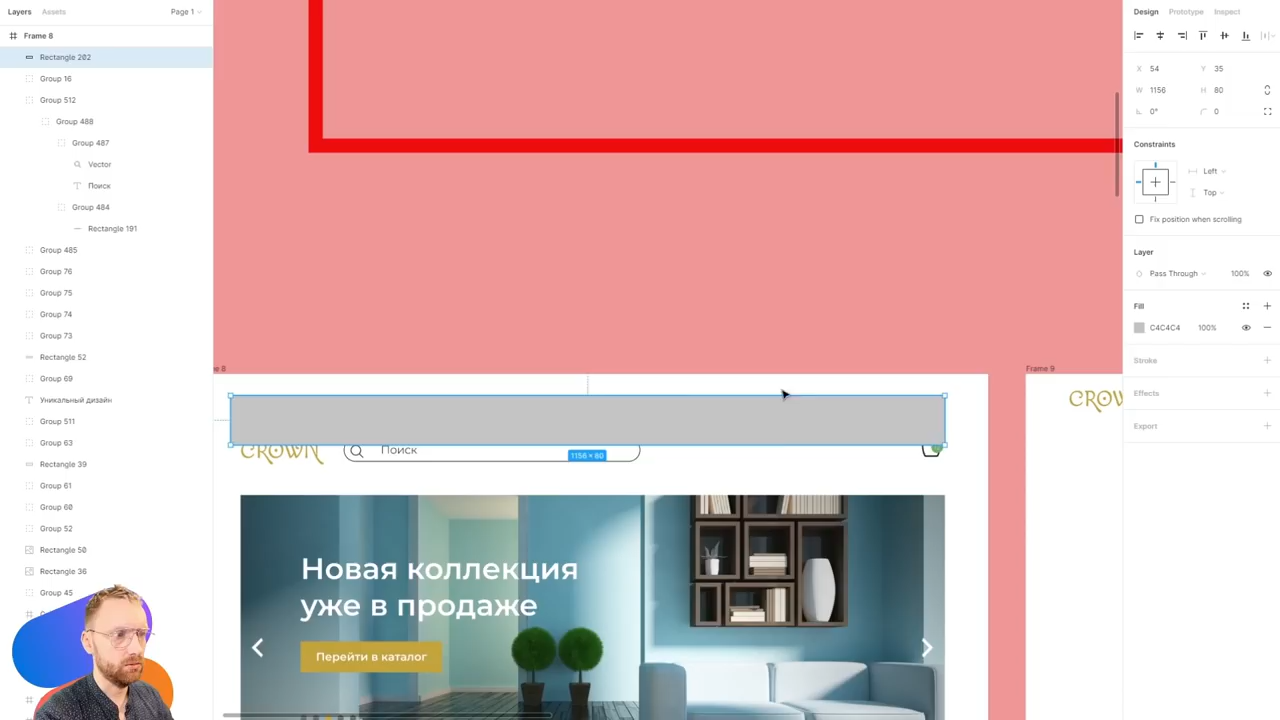 Layers
Assets
Page 1
Frame 8
Rectangle 202
Group 16
Group 512
Group 488
Group 487
Vector
Поиск
Group 484
Rectangle 191
Group 485
Group 76
Group 75
Group 74
Group 73
Rectangle 52
Group 69
Уникальный дизайн
Group 511
Group 63
Rectangle 39
Group 61
Group 60
Group 52
Rectangle 50
Rectangle 36
Group 45
e 8
Frame 9
CROWN
Поиск
1156 × 80
CROWN
Новая коллекция
уже в продаже
Перейти в каталог
Design
Prototype
Inspect
X 54
Y 35
W 1156
H 80
0°
0
Constraints
Left
Top
Fix position when scrolling
Layer
Pass Through
100%
Fill
C4C4C4
100%
Stroke
Effects
Export